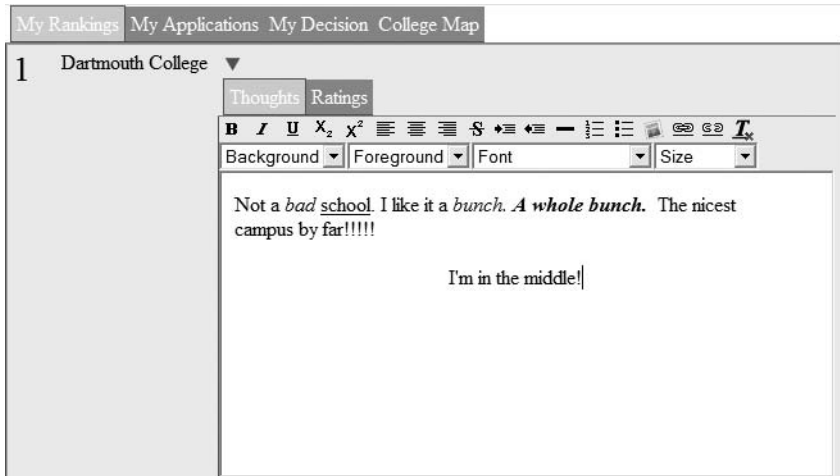 My Rankings My Applications My Decision College Map
1 Dartmouth College ▼
Thoughts Ratings
B I U X₂ X² S Tx
Background Foreground Font Size
Not a bad school. I like it a bunch. A whole bunch. The nicest
campus by far!!!!!
I'm in the middle!